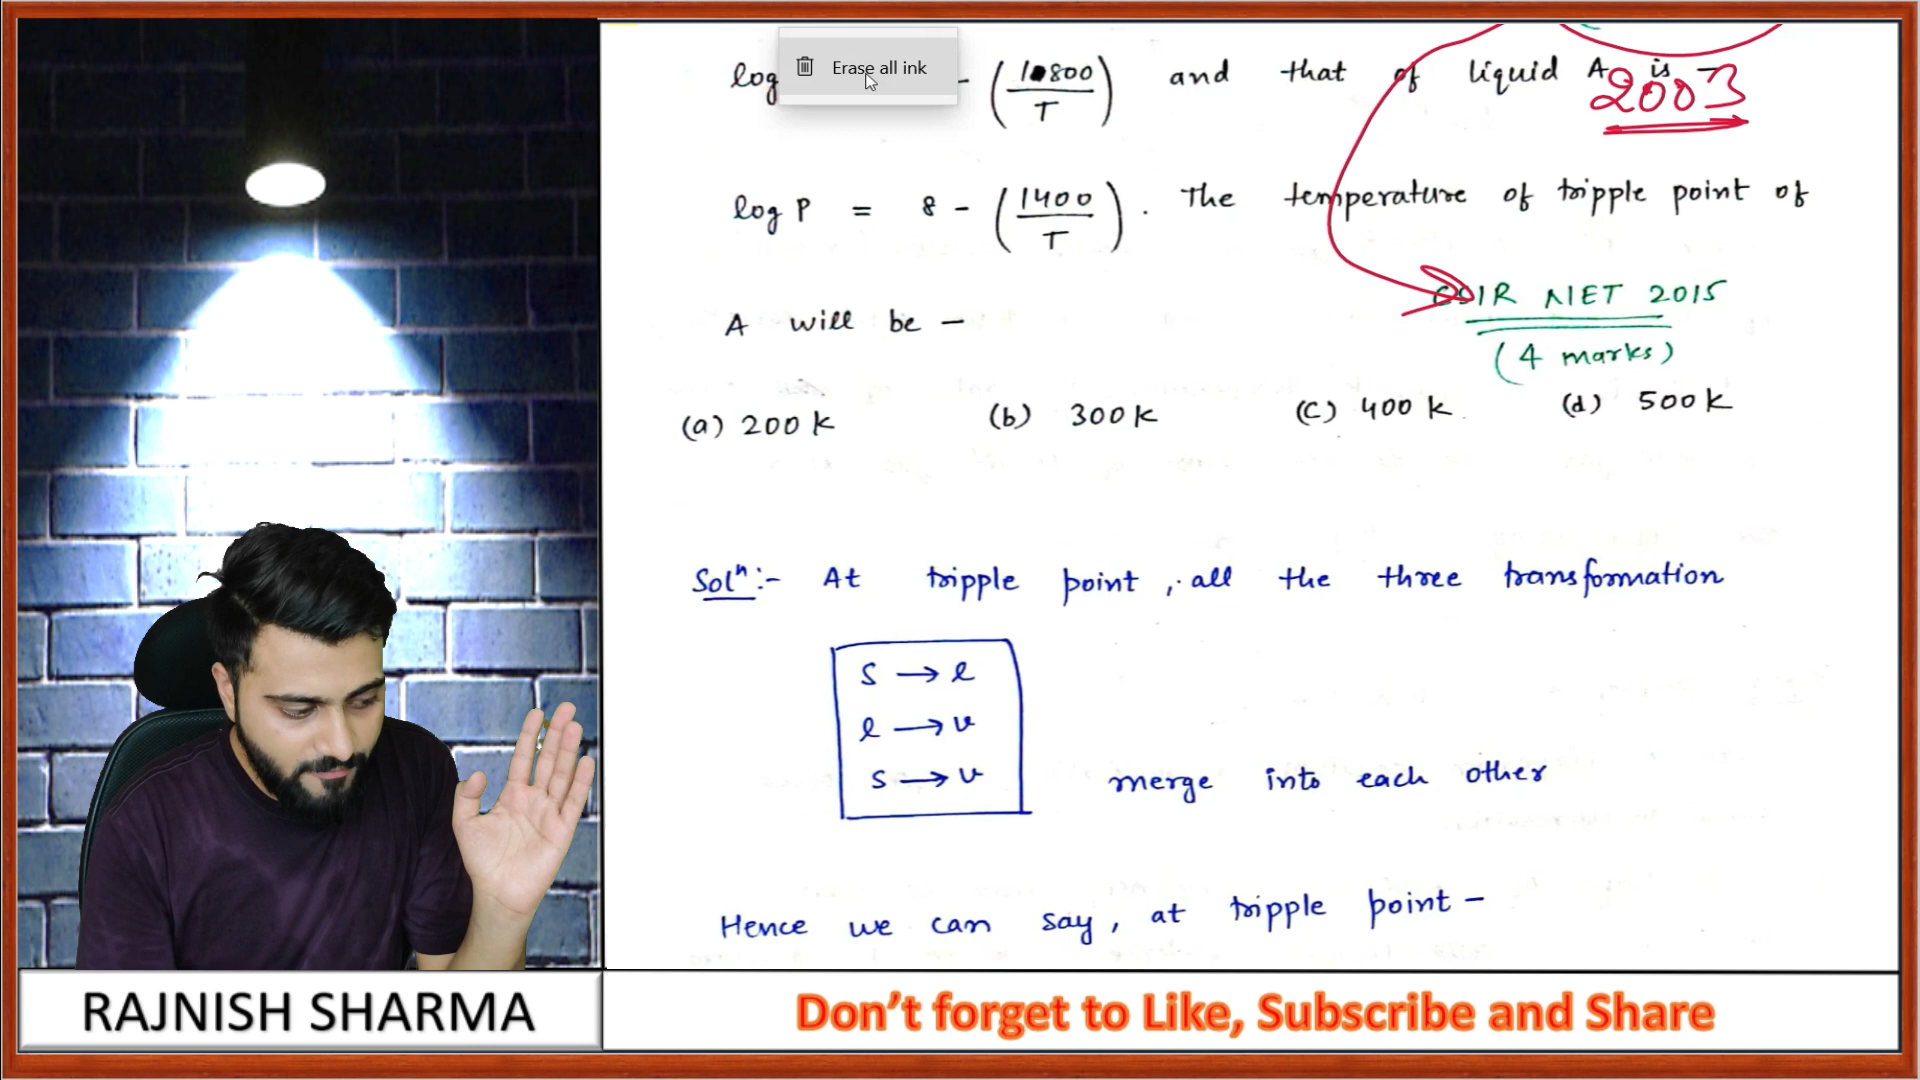 log - (1800/T) and that of liquid A is -
Erase all ink
2003
log P = 8 - (1400/T). The temperature of tripple point of
A will be -
CSIR NET 2015
(4 marks)
(a) 200 k (b) 300 k (c) 400 k (d) 500 k
Solⁿ:- At tripple point, all the three transformation
s → l
l → v
s → v merge into each other
Hence we can say, at tripple point -
RAJNISH SHARMA
Don't forget to Like, Subscribe and Share